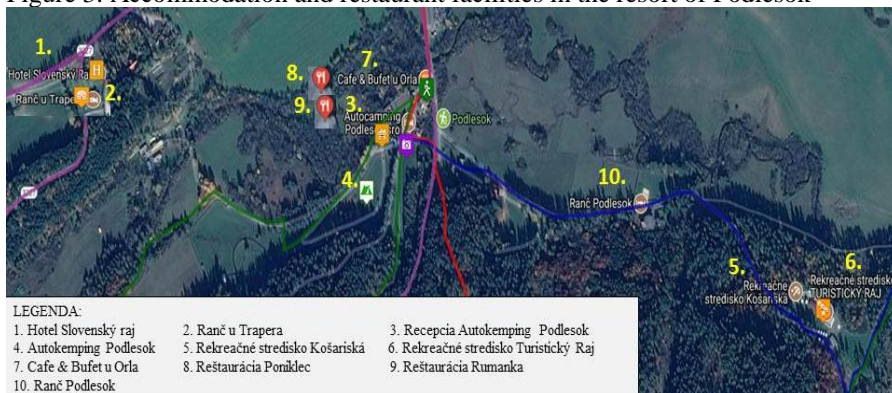 Figure 3: Accommodation and restaurant facilities in the resort of Podlesok
1.
Hotel Slovenský Raj
Ranč u Trapera
2.
7.
8.
Cafe & Bufet u Orla
9.
3.
Autocamping
Podlesok sro
Podlesok
4.
10.
Ranč Podlesok
5.
6.
Rekreačné
stredisko Košariská
Rekreačné stredisko
TURISTICKÝ RAJ
LEGENDA:
1. Hotel Slovenský raj 2. Ranč u Trapera 3. Recepcia Autokemping Podlesok
4. Autokemping Podlesok 5. Rekreačné stredisko Košariská 6. Rekreačné stredisko Turistický Raj
7. Cafe & Bufet u Orla 8. Reštaurácia Poniklec 9. Reštaurácia Rumanka
10. Ranč Podlesok